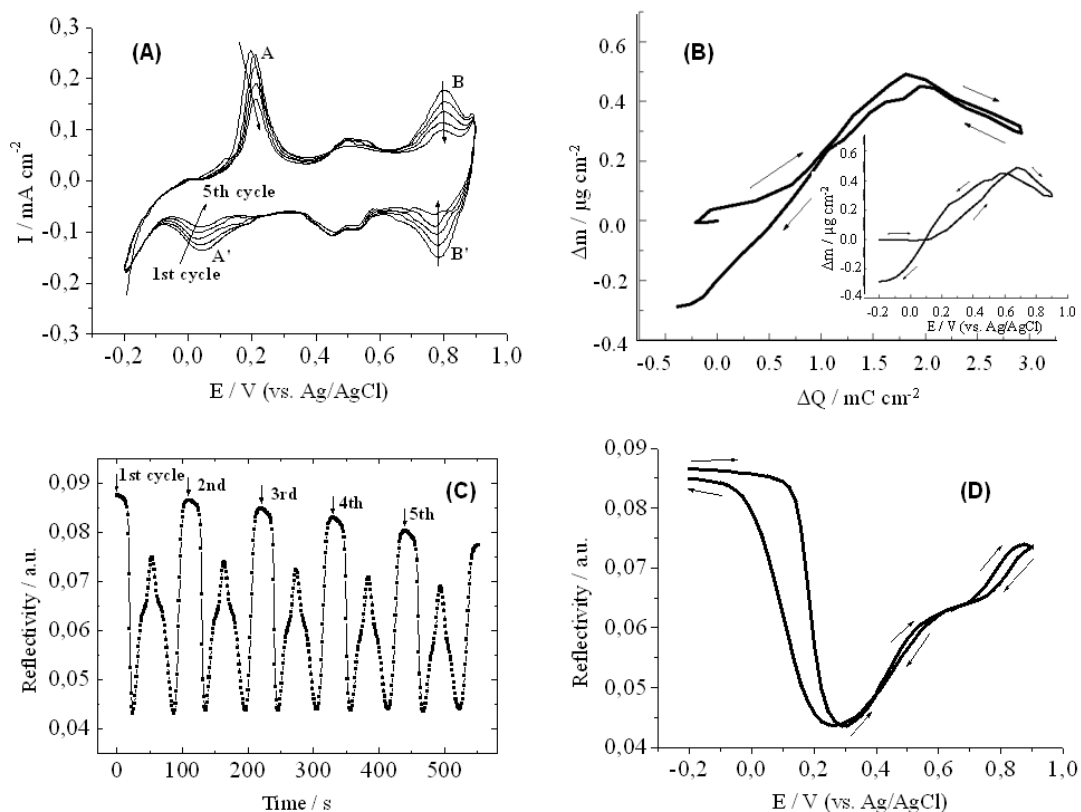 (A)
0,3
0,2
0,1
0,0
-0,1
-0,2
-0,3
I / mA cm-2
A
B
5th cycle
1st cycle
A'
B'
-0,2 0,0 0,2 0,4 0,6 0,8 1,0
E / V (vs. Ag/AgCl)
(B)
0.6
0.4
0.2
0.0
-0.2
-0.4
Δm / µg cm-2
-0.4 0.0 1.0 1.5 2.0 2.5 3.0
ΔQ / mC cm-2
0.6
0.4
0.2
0.0
-0.2
-0.4
Δm / µg cm-2
-0.2 0.0 0.2 0.4 0.6 0.8 1.0
E / V (vs. Ag/AgCl)
(C)
0,09
0,08
0,07
0,06
0,05
0,04
Reflectivity / a.u.
1st cycle
2nd
3rd
4th
5th
0 100 200 300 400 500
Time / s
(D)
0,09
0,08
0,07
0,06
0,05
0,04
Reflectivity / a.u.
-0,2 0,0 0,2 0,4 0,6 0,8 1,0
E / V (vs. Ag/AgCl)